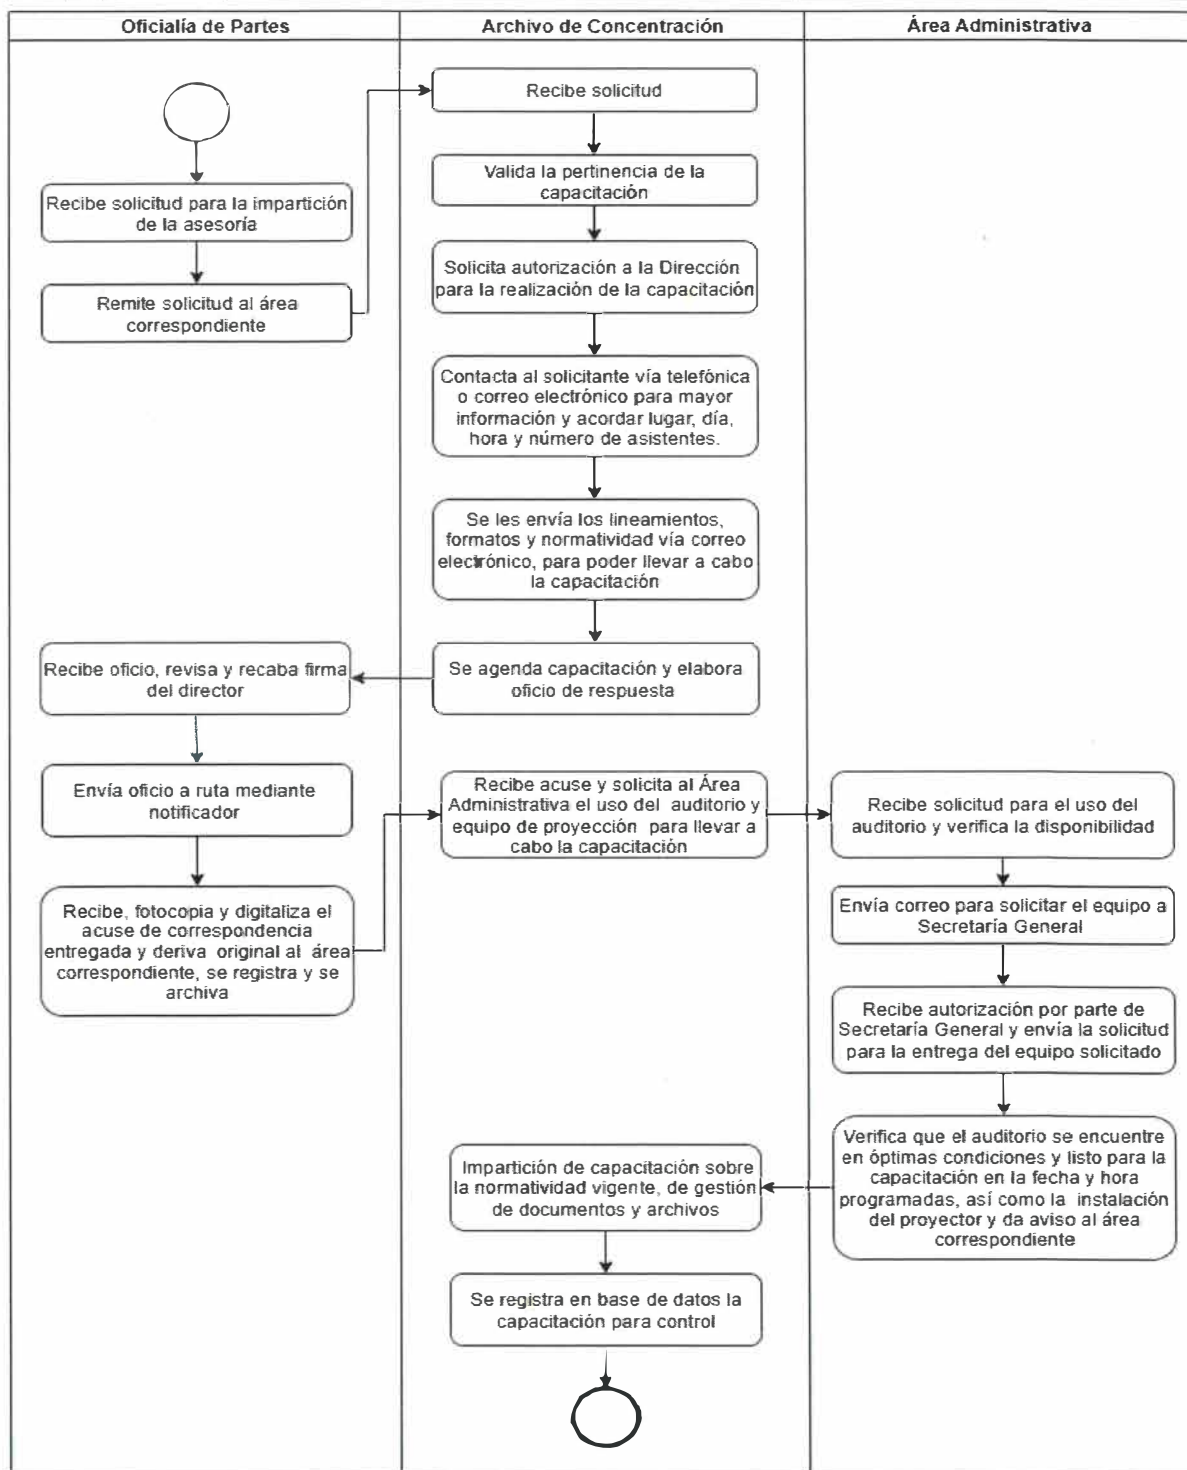 Oficialía de Partes
Archivo de Concentración
Área Administrativa
Recibe solicitud para la impartición
de la asesoría
Remite solicitud al área
correspondiente
Recibe solicitud
Valida la pertinencia de la
capacitación
Solicita autorización a la Dirección
para la realización de la capacitación
Contacta al solicitante vía telefónica
o correo electrónico para mayor
información y acordar lugar, día,
hora y número de asistentes.
Se les envía los lineamientos,
formatos y normatividad vía correo
electrónico, para poder llevar a cabo
la capacitación
Se agenda capacitación y elabora
oficio de respuesta
Recibe oficio, revisa y recaba firma
del director
Envía oficio a ruta mediante
notificador
Recibe, fotocopia y digitaliza el
acuse de correspondencia
entregada y deriva original al área
correspondiente, se registra y se
archiva
Recibe acuse y solicita al Área
Administrativa el uso del auditorio y
equipo de proyección para llevar a
cabo la capacitación
Recibe solicitud para el uso del
auditorio y verifica la disponibilidad
Envía correo para solicitar el equipo a
Secretaría General
Recibe autorización por parte de
Secretaría General y envía la solicitud
para la entrega del equipo solicitado
Verifica que el auditorio se encuentre
en óptimas condiciones y listo para la
capacitación en la fecha y hora
programadas, así como la instalación
del proyector y da aviso al área
correspondiente
Impartición de capacitación sobre
la normatividad vigente, de gestión
de documentos y archivos
Se registra en base de datos la
capacitación para control